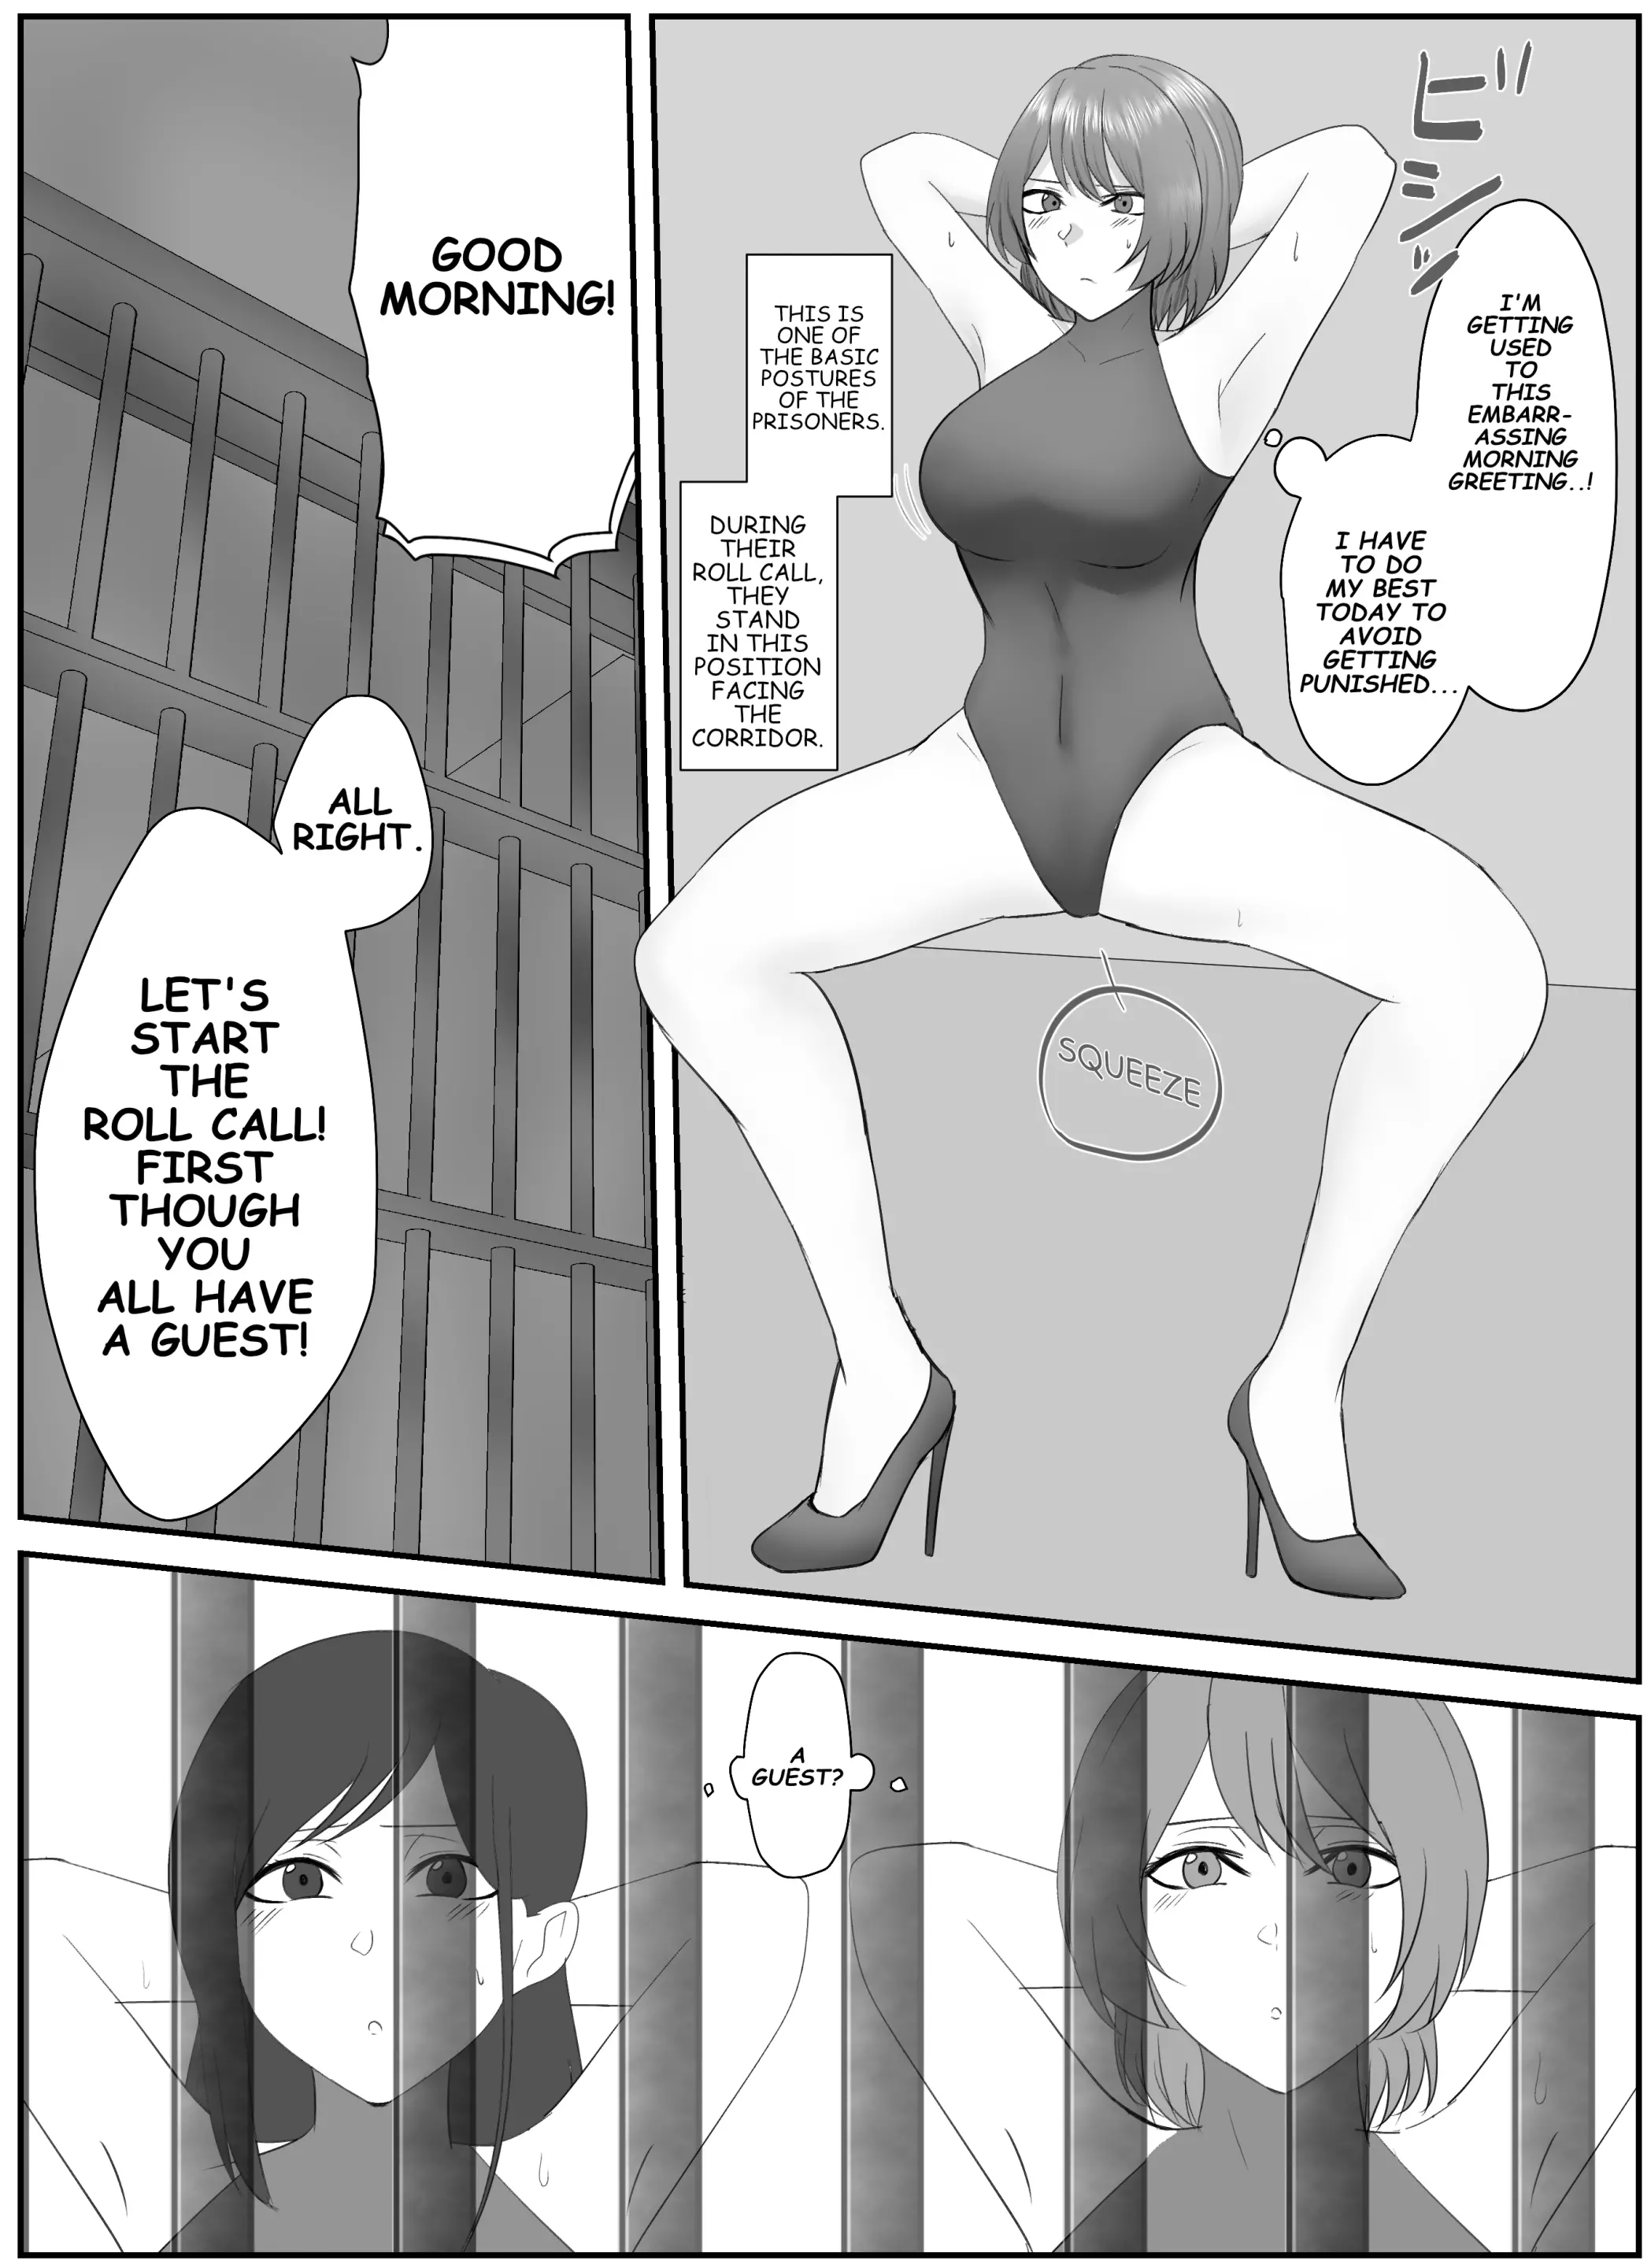 ビシッ
I'M
GETTING
USED
TO
THIS
EMBARR-
ASSING
MORNING
GREETING..!
I HAVE
TO DO
MY BEST
TODAY TO
AVOID
GETTING
PUNISHED...
THIS IS
ONE OF
THE BASIC
POSTURES
OF THE
PRISONERS.
DURING
THEIR
ROLL CALL,
THEY
STAND
IN THIS
POSITION
FACING
THE
CORRIDOR.
SQUEEZE
GOOD
MORNING!
ALL
RIGHT.
LET'S
START
THE
ROLL CALL!
FIRST
THOUGH
YOU
ALL HAVE
A GUEST!
A
GUEST?